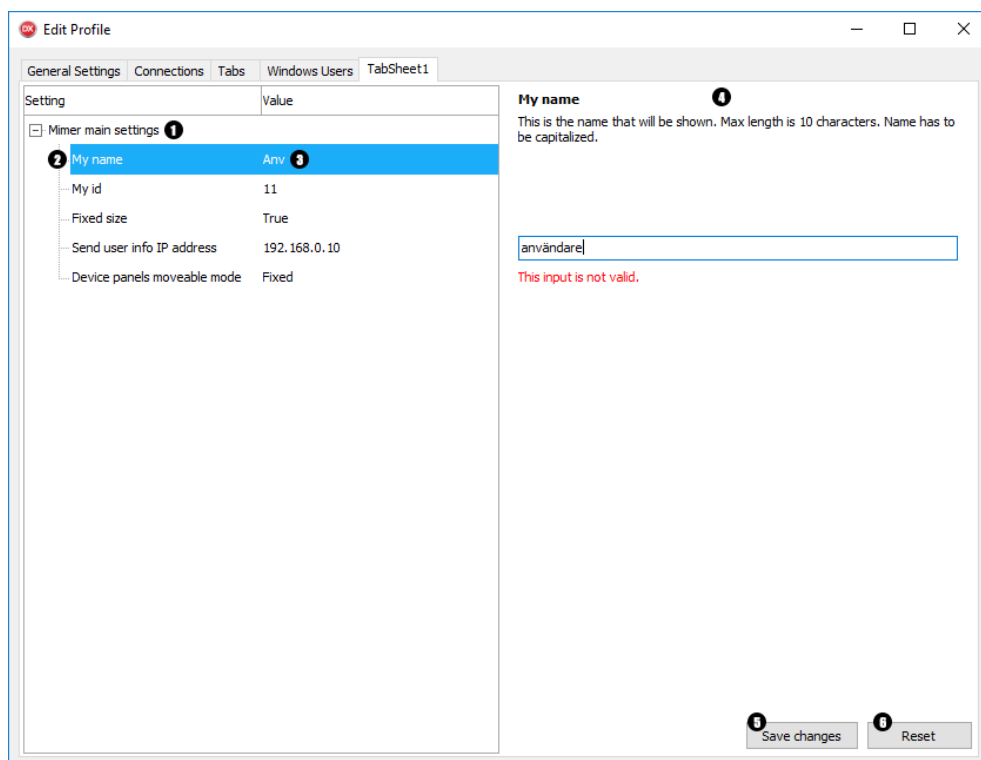 DX Edit Profile
General Settings Connections Tabs Windows Users TabSheet1
Setting Value
Mimer main settings 1
2 My name Anv 3
My id 11
Fixed size True
Send user info IP address 192.168.0.10
Device panels moveable mode Fixed
My name 4
This is the name that will be shown. Max length is 10 characters. Name has to
be capitalized.
användare
This input is not valid.
5 Save changes
6 Reset